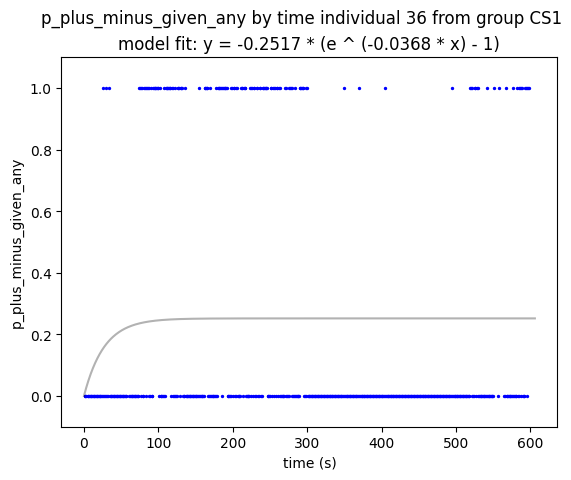 p_plus_minus_given_any by time individual 36 from group CS1
model fit: y = -0.2517 * (e ^ (-0.0368 * x) - 1)
1.0
0.8
0.6
0.4
0.2
0.0
p_plus_minus_given_any
0 100 200 300 400 500 600
time (s)